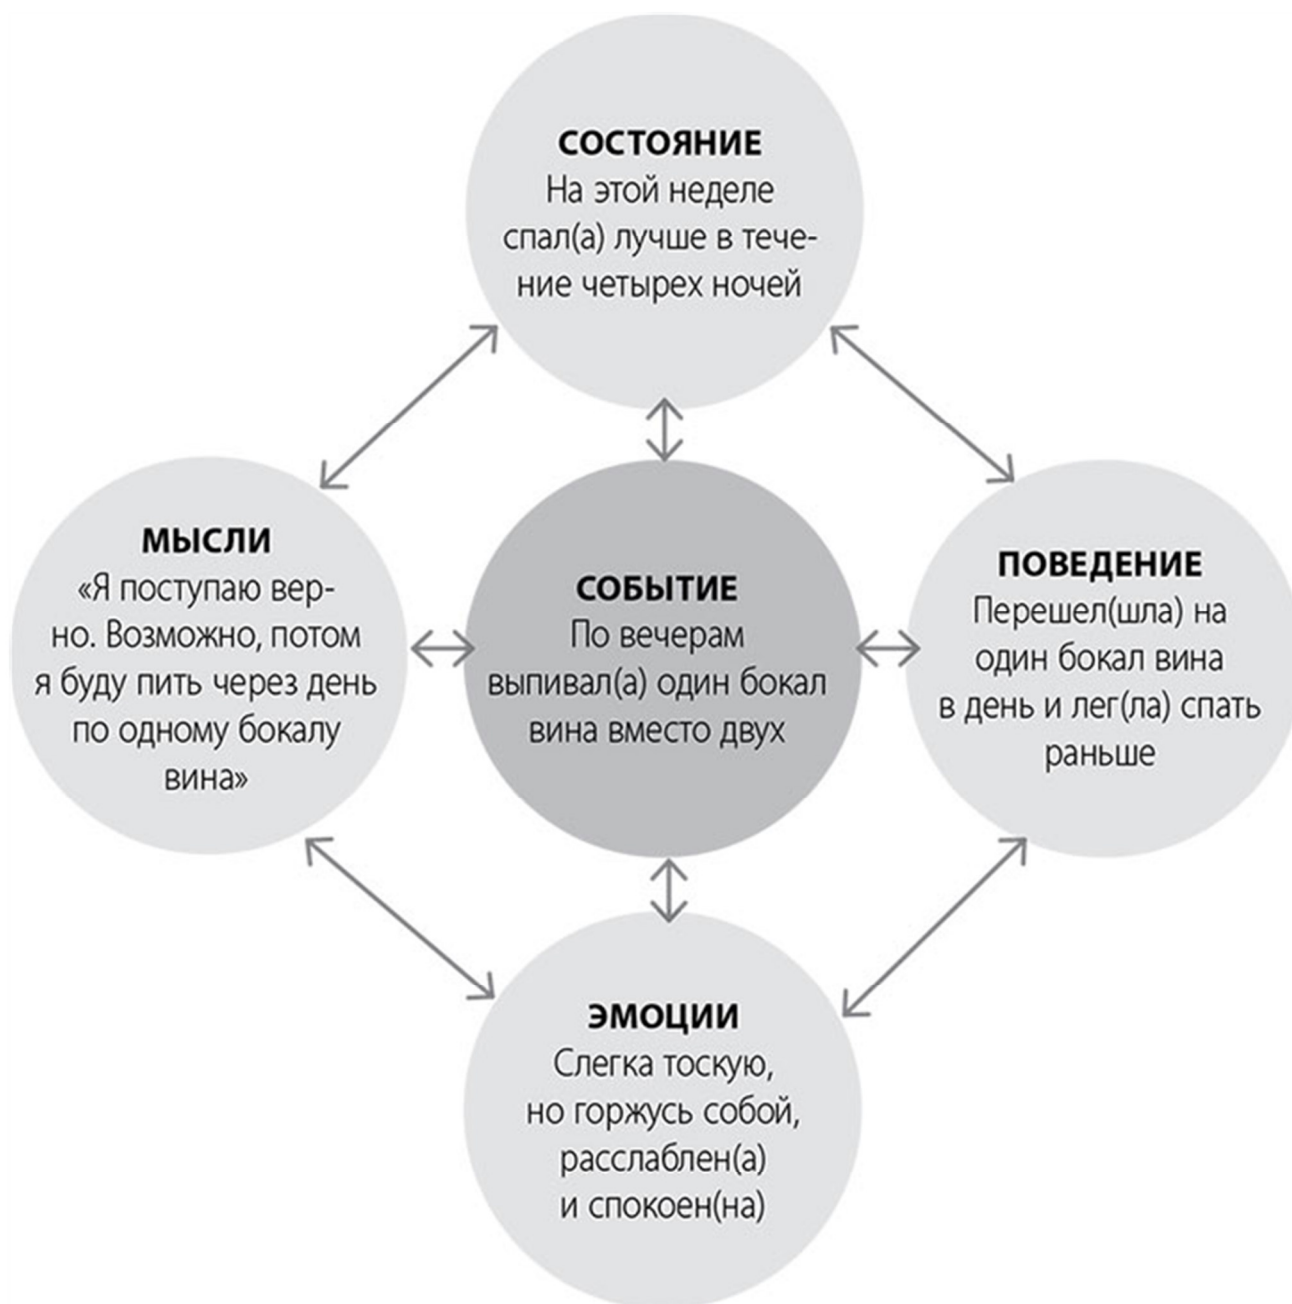 СОСТОЯНИЕ
На этой неделе
спал(а) лучше в тече-
ние четырех ночей
МЫСЛИ
«Я поступаю вер-
но. Возможно, потом
я буду пить через день
по одному бокалу
вина»
СОБЫТИЕ
По вечерам
выпивал(а) один бокал
вина вместо двух
ПОВЕДЕНИЕ
Перешел(шла) на
один бокал вина
в день и лег(ла) спать
раньше
ЭМОЦИИ
Слегка тоскую,
но горжусь собой,
расслаблен(а)
и спокоен(на)